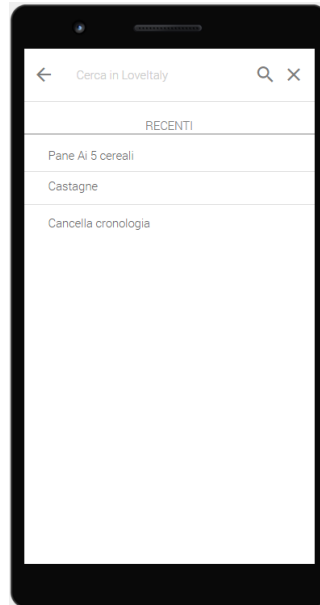 Cerca in LoveItaly
RECENTI
Pane Ai 5 cereali
Castagne
Cancella cronologia